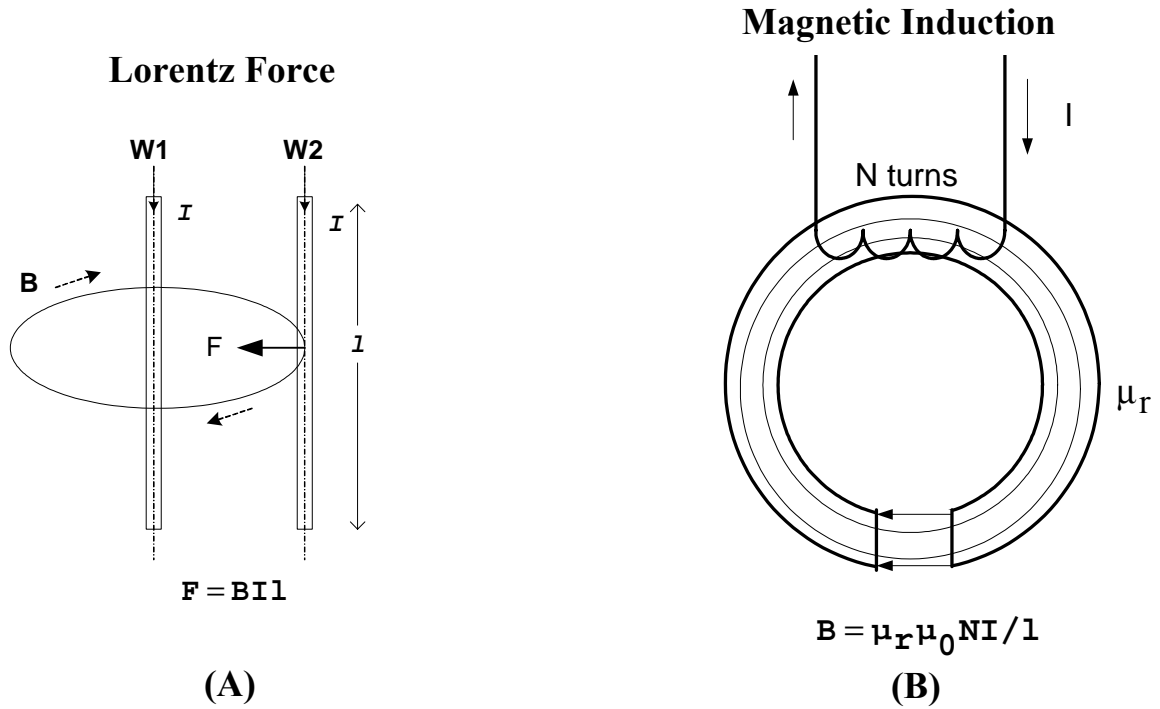 Lorentz Force
W1 W2
I I
B
F
l
F = BIl
(A)
Magnetic Induction
I
N turns
μr
B = μrμ0NI/l
(B)